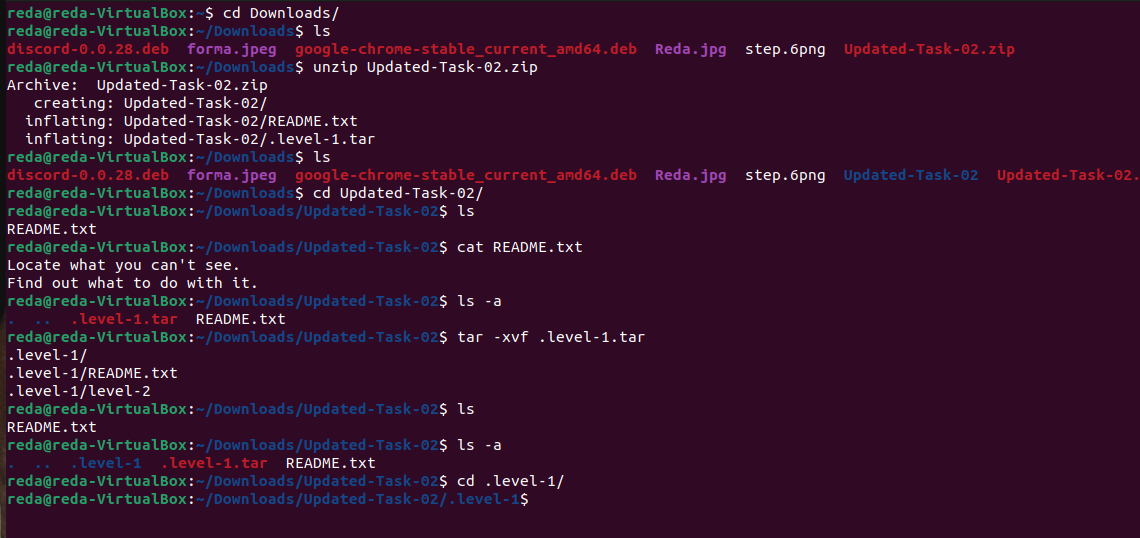 reda@reda-VirtualBox:~$ cd Downloads/
reda@reda-VirtualBox:~/Downloads$ ls
discord-0.0.28.deb  forma.jpeg  google-chrome-stable_current_amd64.deb  Reda.jpg  step.6png  Updated-Task-02.zip
reda@reda-VirtualBox:~/Downloads$ unzip Updated-Task-02.zip
Archive:  Updated-Task-02.zip
   creating: Updated-Task-02/
  inflating: Updated-Task-02/README.txt
  inflating: Updated-Task-02/.level-1.tar
reda@reda-VirtualBox:~/Downloads$ ls
discord-0.0.28.deb  forma.jpeg  google-chrome-stable_current_amd64.deb  Reda.jpg  step.6png  Updated-Task-02  Updated-Task-02.
reda@reda-VirtualBox:~/Downloads$ cd Updated-Task-02/
reda@reda-VirtualBox:~/Downloads/Updated-Task-02$ ls
README.txt
reda@reda-VirtualBox:~/Downloads/Updated-Task-02$ cat README.txt
Locate what you can't see.
Find out what to do with it.
reda@reda-VirtualBox:~/Downloads/Updated-Task-02$ ls -a
.  ..  .level-1.tar  README.txt
reda@reda-VirtualBox:~/Downloads/Updated-Task-02$ tar -xvf .level-1.tar
.level-1/
.level-1/README.txt
.level-1/level-2
reda@reda-VirtualBox:~/Downloads/Updated-Task-02$ ls
README.txt
reda@reda-VirtualBox:~/Downloads/Updated-Task-02$ ls -a
.  ..  .level-1  .level-1.tar  README.txt
reda@reda-VirtualBox:~/Downloads/Updated-Task-02$ cd .level-1/
reda@reda-VirtualBox:~/Downloads/Updated-Task-02/.level-1$